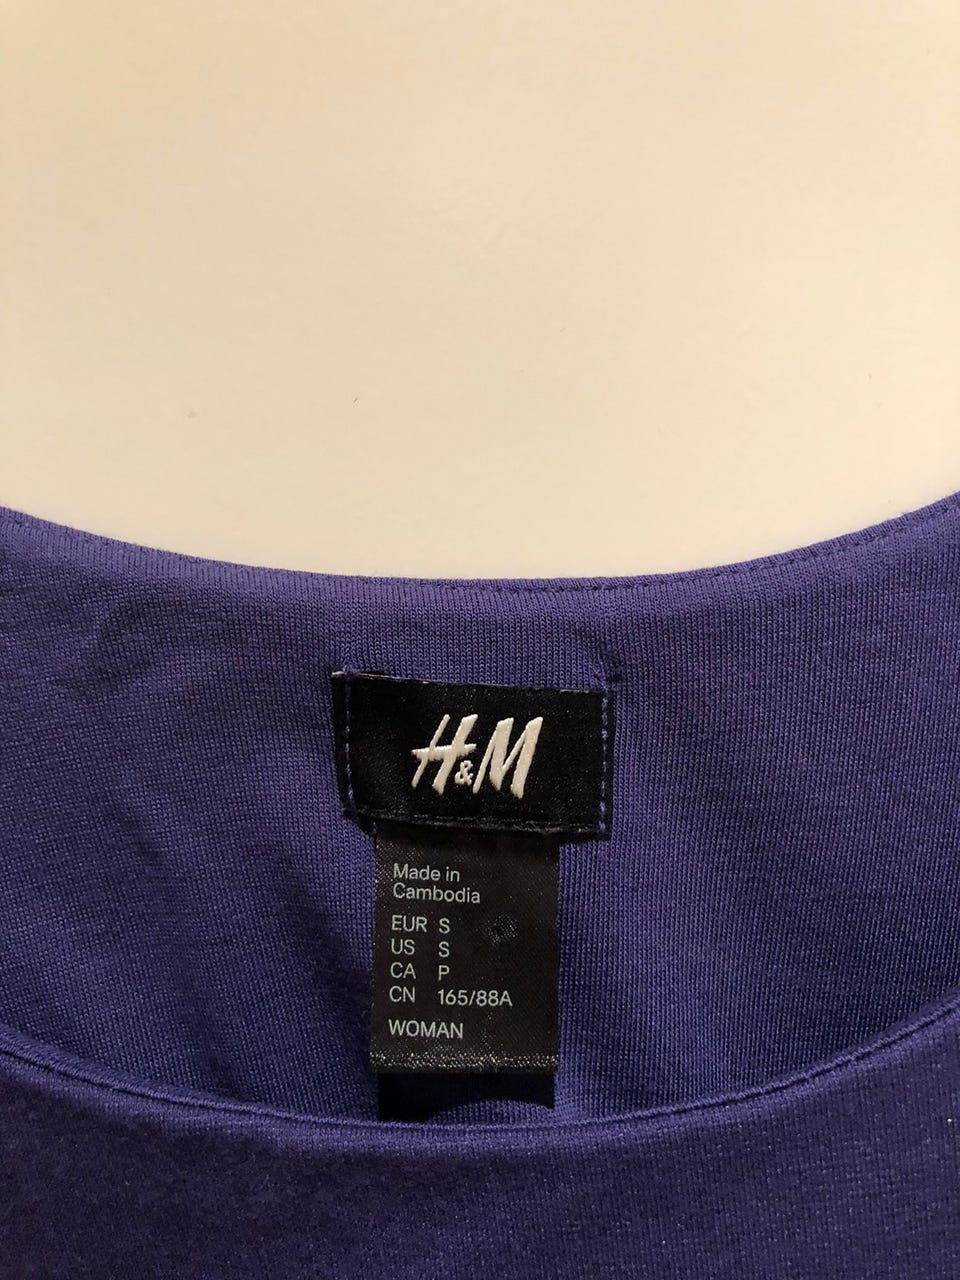 H&M
Made in
Cambodia
EUR S
US S
CA P
CN 165/88A
WOMAN